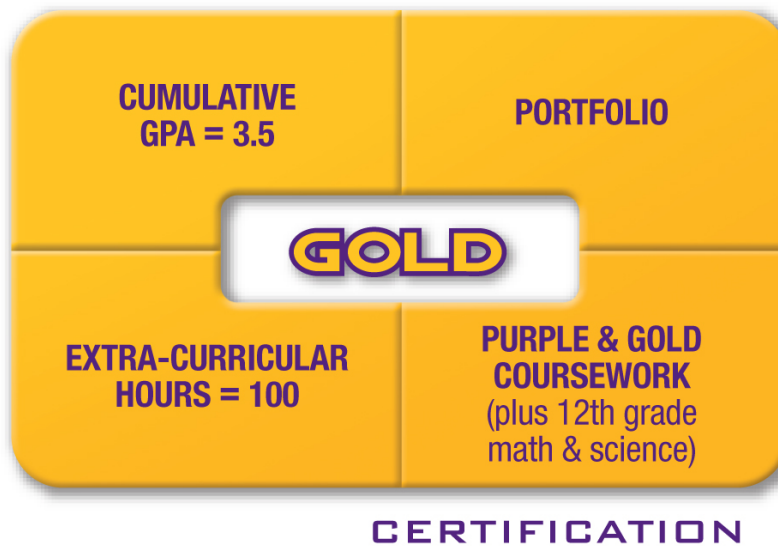 CUMULATIVE
GPA = 3.5
PORTFOLIO
GOLD
EXTRA-CURRICULAR
HOURS = 100
PURPLE & GOLD
COURSEWORK
(plus 12th grade
math & science)
CERTIFICATION